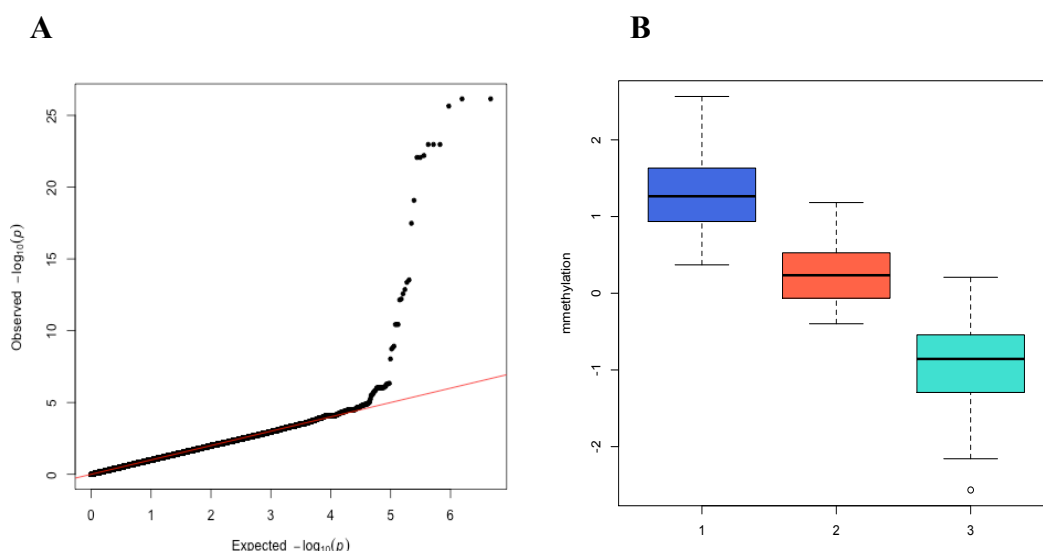 A
B
25
20
15
10
5
0
Observed −log₁₀(p)
0 1 2 3 4 5 6
Expected −log₁₀(p)
2
1
0
-1
-2
mmethylation
1 2 3